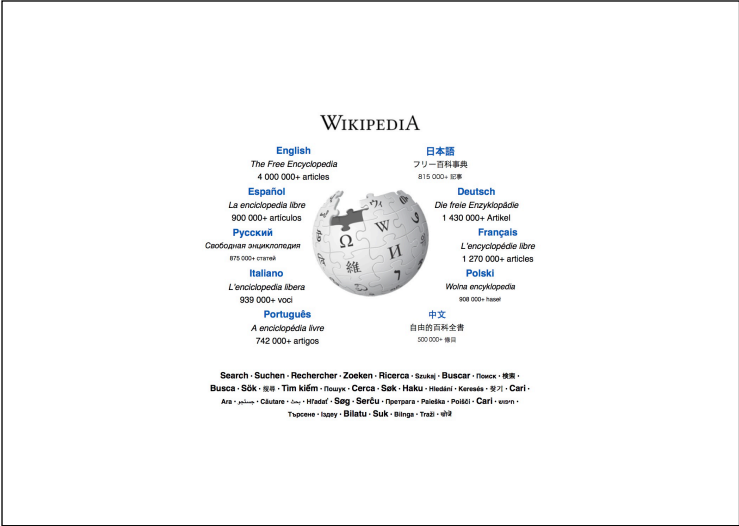 WIKIPEDIA
English
The Free Encyclopedia
4 000 000+ articles
日本語
フリー百科事典
815 000+ 記事
Español
La enciclopedia libre
900 000+ artículos
Deutsch
Die freie Enzyklopädie
1 430 000+ Artikel
Русский
Свободная энциклопедия
875 000+ статей
Français
L'encyclopédie libre
1 270 000+ articles
Italiano
L'enciclopedia libera
939 000+ voci
Polski
Wolna encyklopedia
908 000+ haseł
Português
A enciclopédia livre
742 000+ artigos
中文
自由的百科全書
500 000+ 條目
ウィ
W
Ω
И
維
7
Search · Suchen · Rechercher · Zoeken · Ricerca · Szukaj · Buscar · Поиск · 検索 ·
Busca · Sök · 搜尋 · Tìm kiếm · Пошук · Cerca · Søk · Haku · Hledání · Keresés · 찾기 · Cari ·
Ara · جستجو · Căutare · بحث · Hľadať · Søg · Serĉu · Претрага · Paieška · Poišči · Cari · חיפוש ·
Търсене · Іздеу · Bilatu · Suk · Bilnga · Traži · खोजें